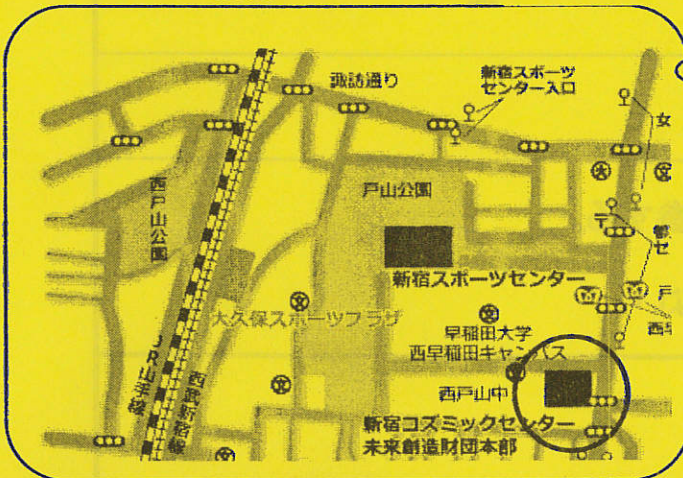 諏訪通り
新宿スポーツ
センター入口
女
西戸山公園
戸山公園
新宿スポーツセンター
大久保スポーツプラザ
早稲田大学
西早稲田キャンパス
戸
JR山手線
西武新宿線
西戸山中
新宿コズミックセンター
未来創造財団本部